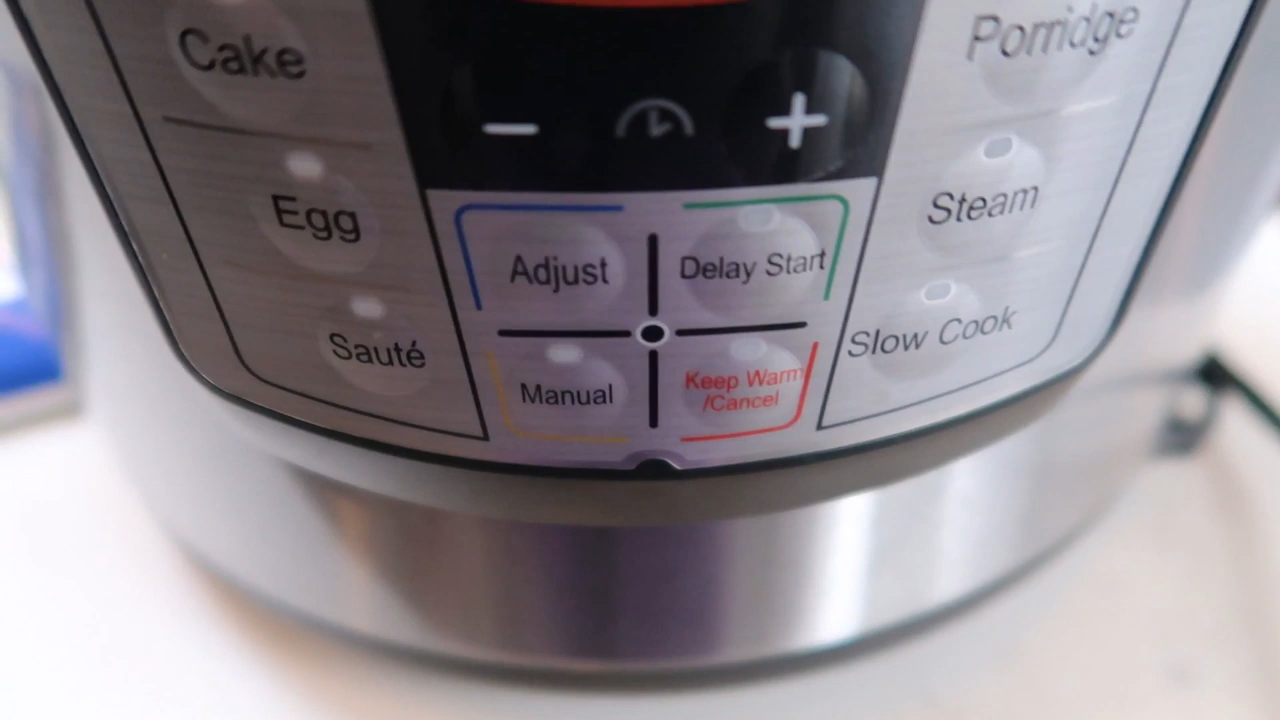 Cake
Porridge
− +
Egg
Steam
Adjust
Delay Start
Sauté
Slow Cook
Manual
Keep Warm
/Cancel